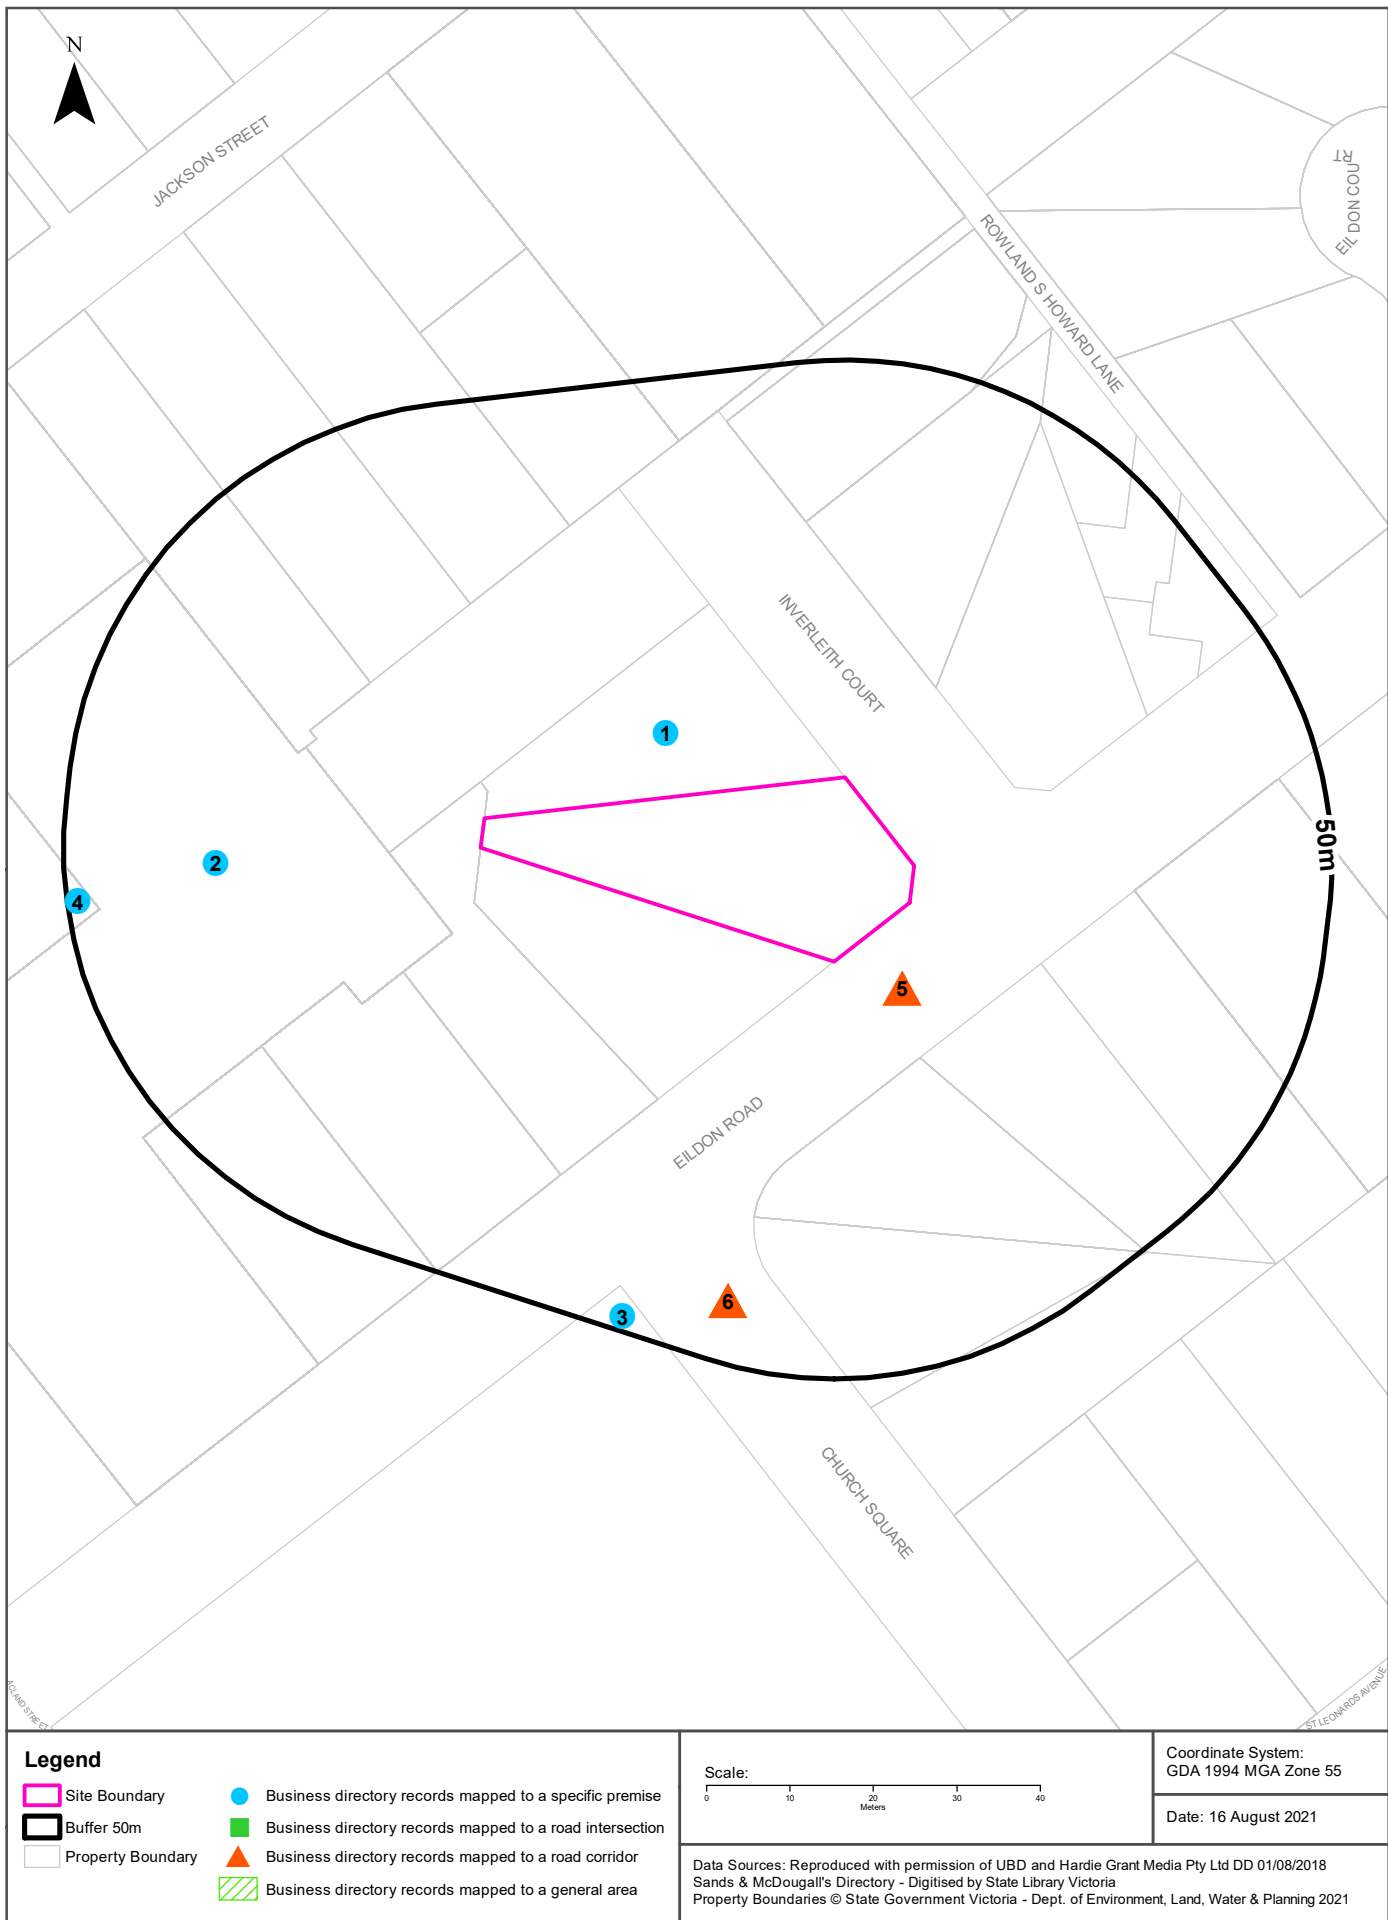 N
JACKSON STREET
EILDON COURT
ROWLAND S HOWARD LANE
INVERLEITH COURT
1
2
4
50m
5
EILDON ROAD
6
3
CHURCH SQUARE
ACLAND STREET
ST LEONARDS AVENUE
Legend
Site Boundary
Buffer 50m
Property Boundary
Business directory records mapped to a specific premise
Business directory records mapped to a road intersection
Business directory records mapped to a road corridor
Business directory records mapped to a general area
Scale:
0 10 20 30 40
Meters
Coordinate System:
GDA 1994 MGA Zone 55
Date: 16 August 2021
Data Sources: Reproduced with permission of UBD and Hardie Grant Media Pty Ltd DD 01/08/2018
Sands & McDougall's Directory - Digitised by State Library Victoria
Property Boundaries © State Government Victoria - Dept. of Environment, Land, Water & Planning 2021